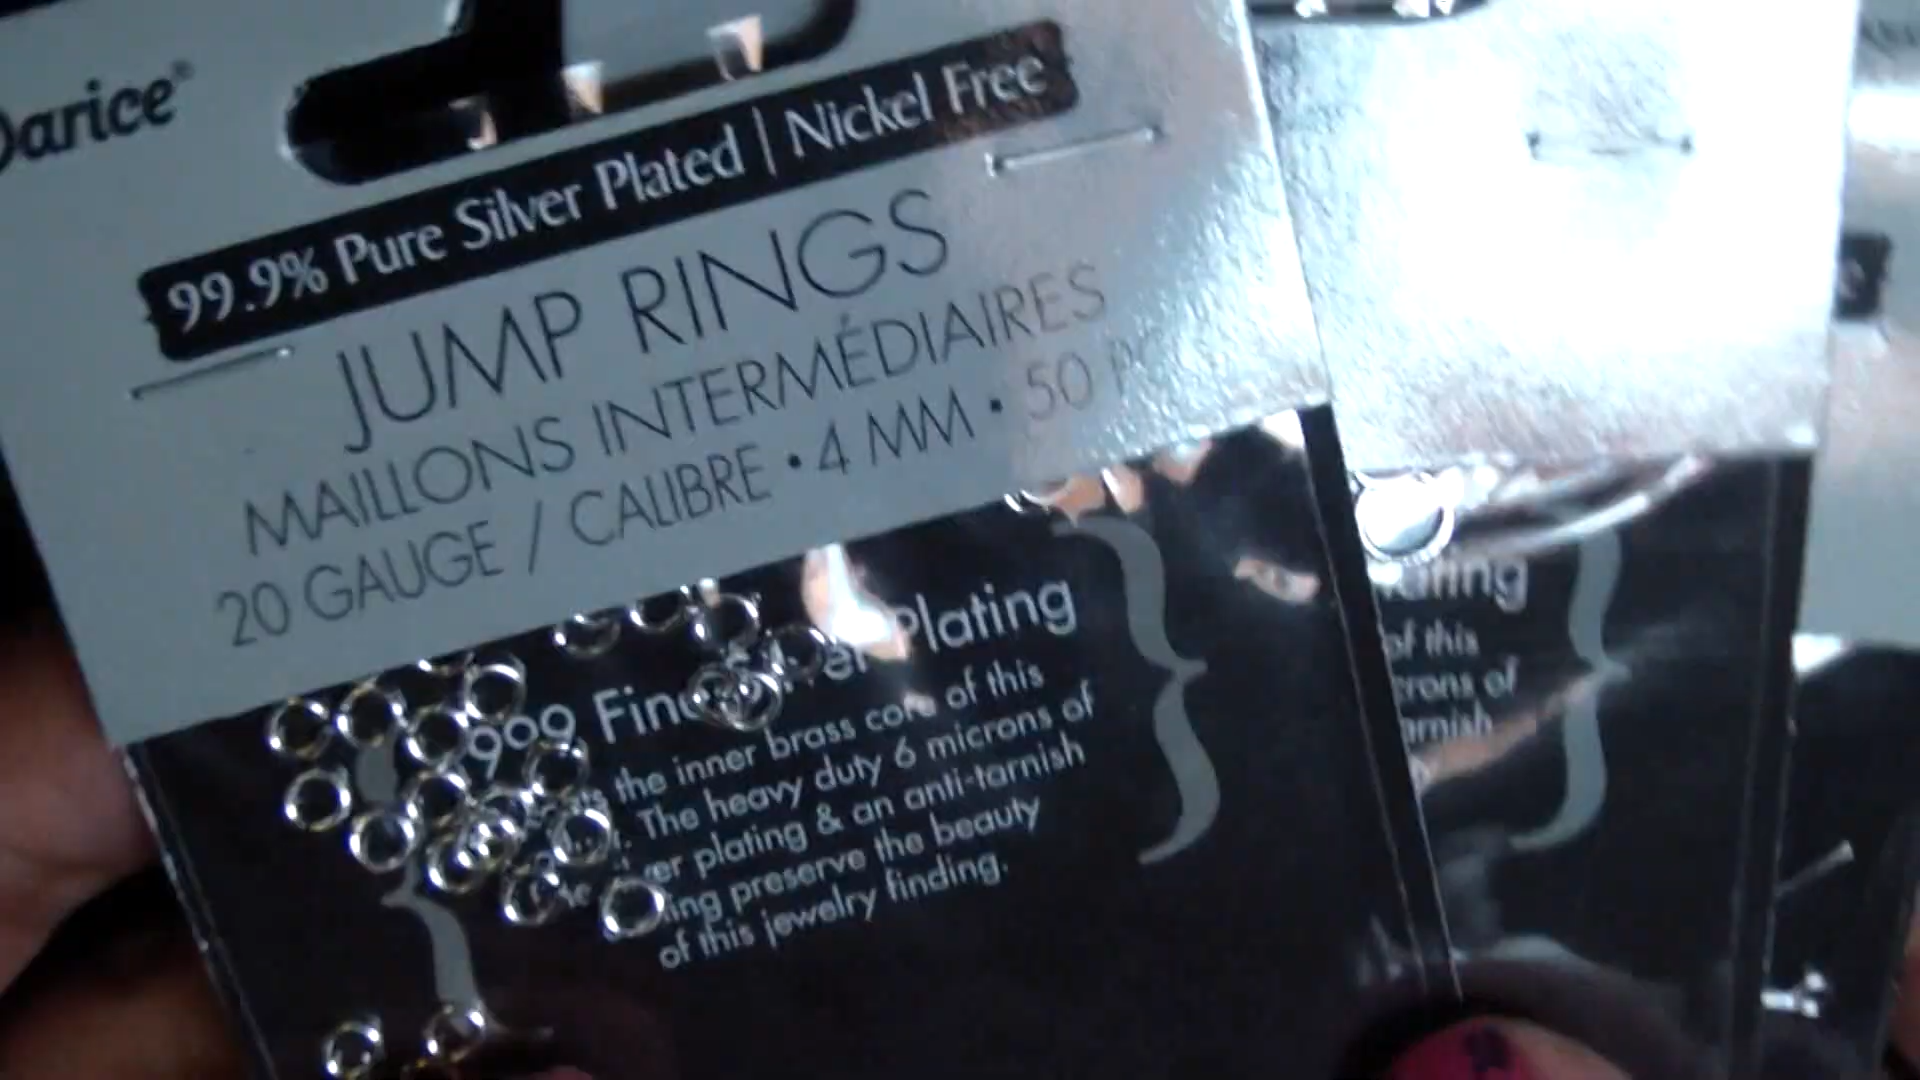 Darice®
99.9% Pure Silver Plated | Nickel Free
JUMP RINGS
MAILLONS INTERMÉDIAIRES
20 GAUGE / CALIBRE • 4 MM • 50
Plating
Fine
the inner brass core of this
The heavy duty 6 microns of
plating & an anti-tarnish
preserve the beauty
of this jewelry finding.
of this
of